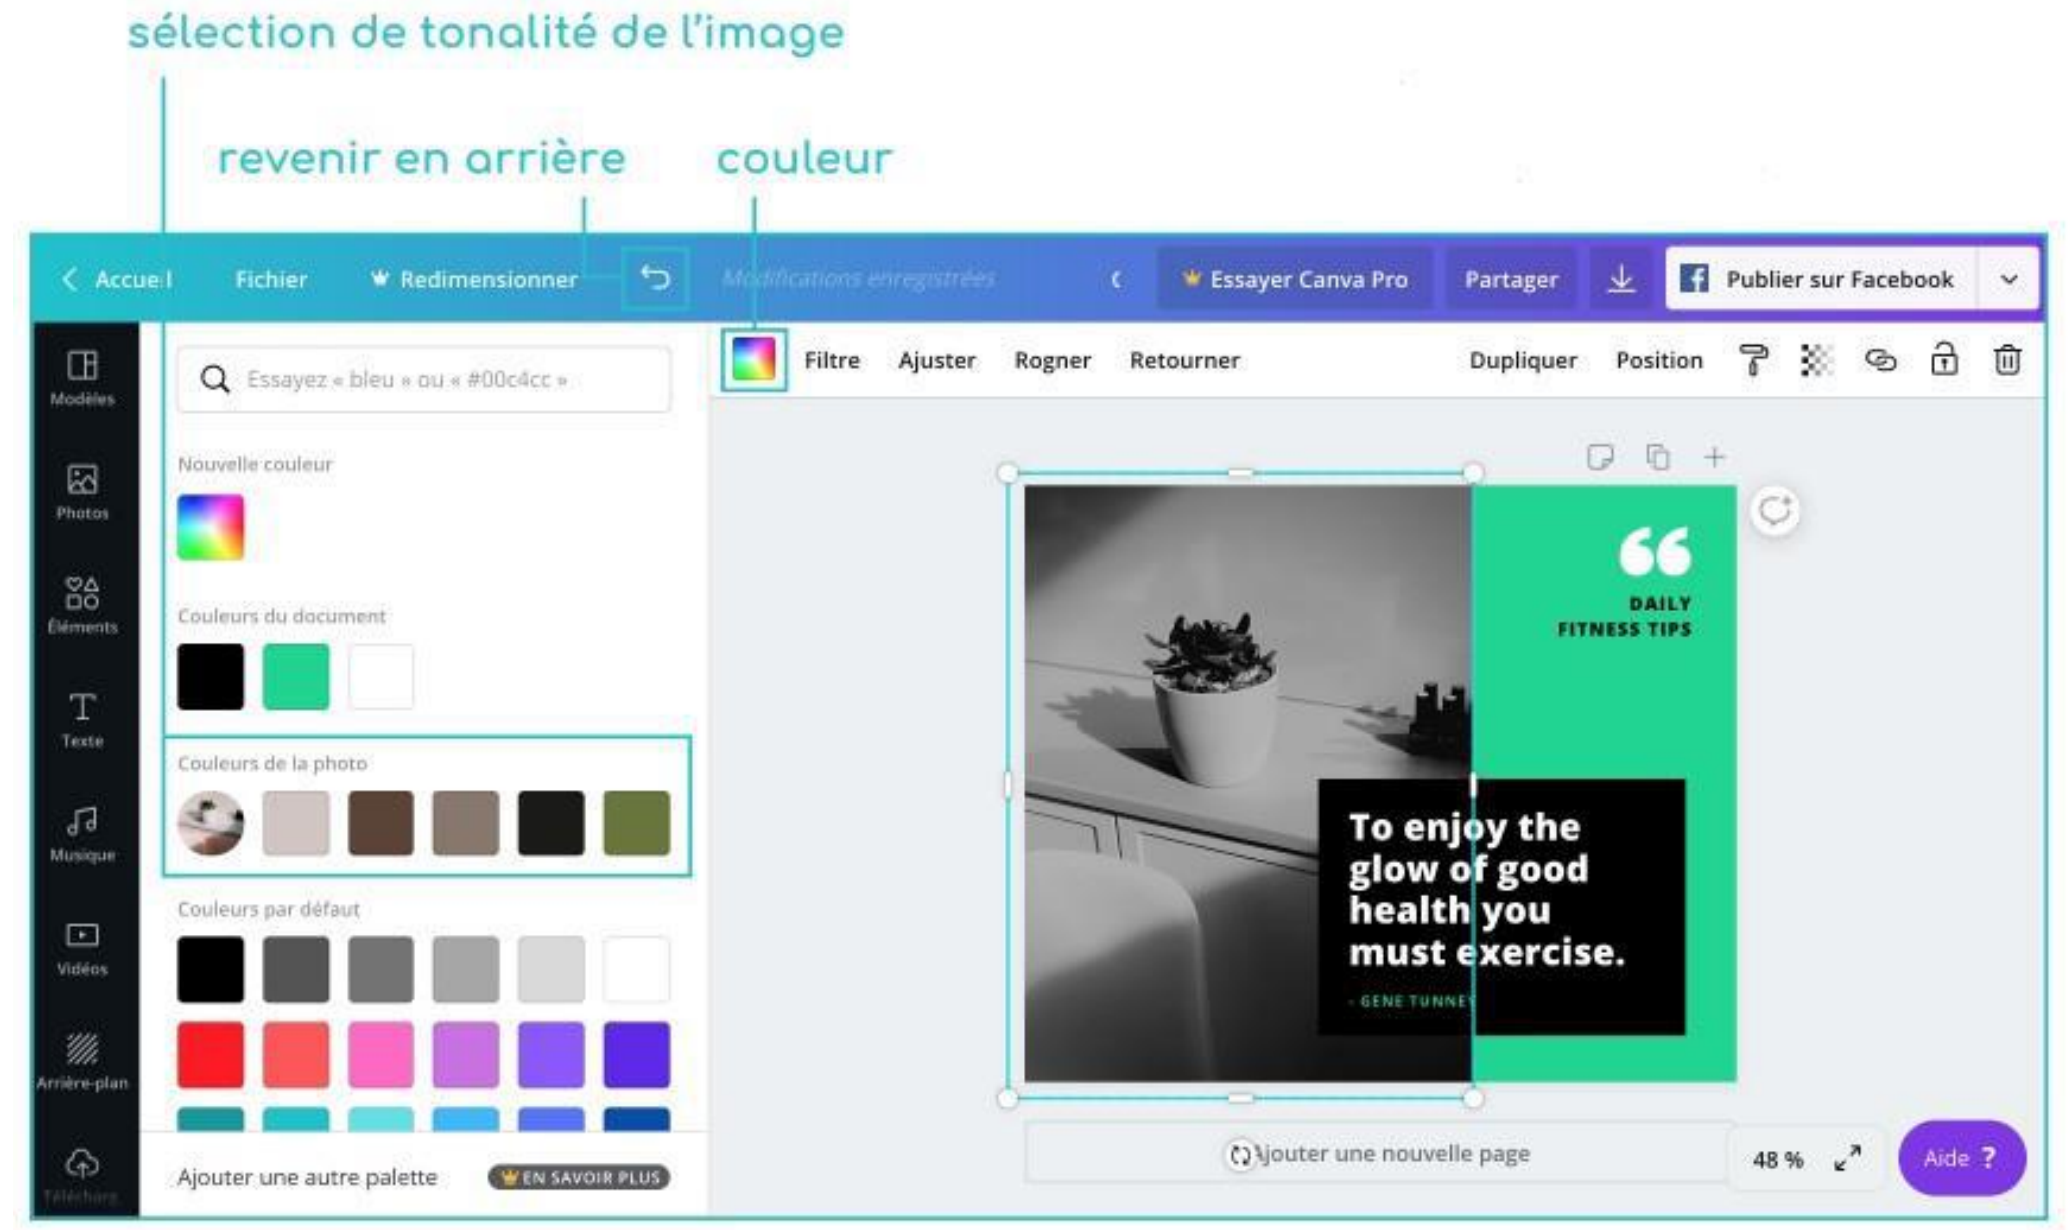 sélection de tonalité de l'image
revenir en arrière
couleur
Accueil
Fichier
Redimensionner
Modifications enregistrées
Essayer Canva Pro
Partager
Publier sur Facebook
Modèles
Photos
Éléments
Texte
Musique
Vidéos
Arrière-plan
Télécharg
Essayez « bleu » ou « #00c4cc »
Nouvelle couleur
Couleurs du document
Couleurs de la photo
Couleurs par défaut
Ajouter une autre palette
EN SAVOIR PLUS
Filtre
Ajuster
Rogner
Retourner
Dupliquer
Position
DAILY
FITNESS TIPS
To enjoy the
glow of good
health you
must exercise.
- GENE TUNNEY
Ajouter une nouvelle page
48 %
Aide ?